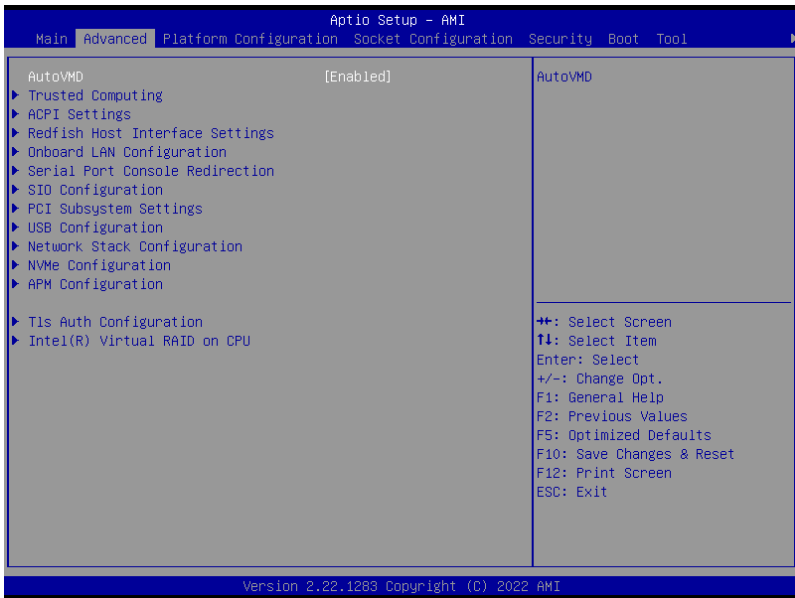 Aptio Setup – AMI
Main Advanced Platform Configuration Socket Configuration Security Boot Tool
AutoVMD [Enabled]
Trusted Computing
ACPI Settings
Redfish Host Interface Settings
Onboard LAN Configuration
Serial Port Console Redirection
SIO Configuration
PCI Subsystem Settings
USB Configuration
Network Stack Configuration
NVMe Configuration
APM Configuration
Tls Auth Configuration
Intel(R) Virtual RAID on CPU
AutoVMD
→←: Select Screen
↑↓: Select Item
Enter: Select
+/-: Change Opt.
F1: General Help
F2: Previous Values
F5: Optimized Defaults
F10: Save Changes & Reset
F12: Print Screen
ESC: Exit
Version 2.22.1283 Copyright (C) 2022 AMI